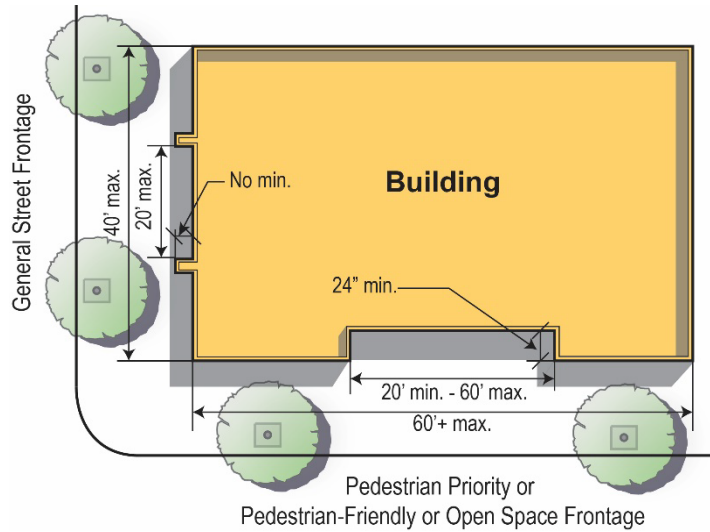 General Street Frontage
40' max.
20' max.
No min.
Building
24” min.
20' min. - 60' max.
60'+ max.
Pedestrian Priority or
Pedestrian-Friendly or Open Space Frontage